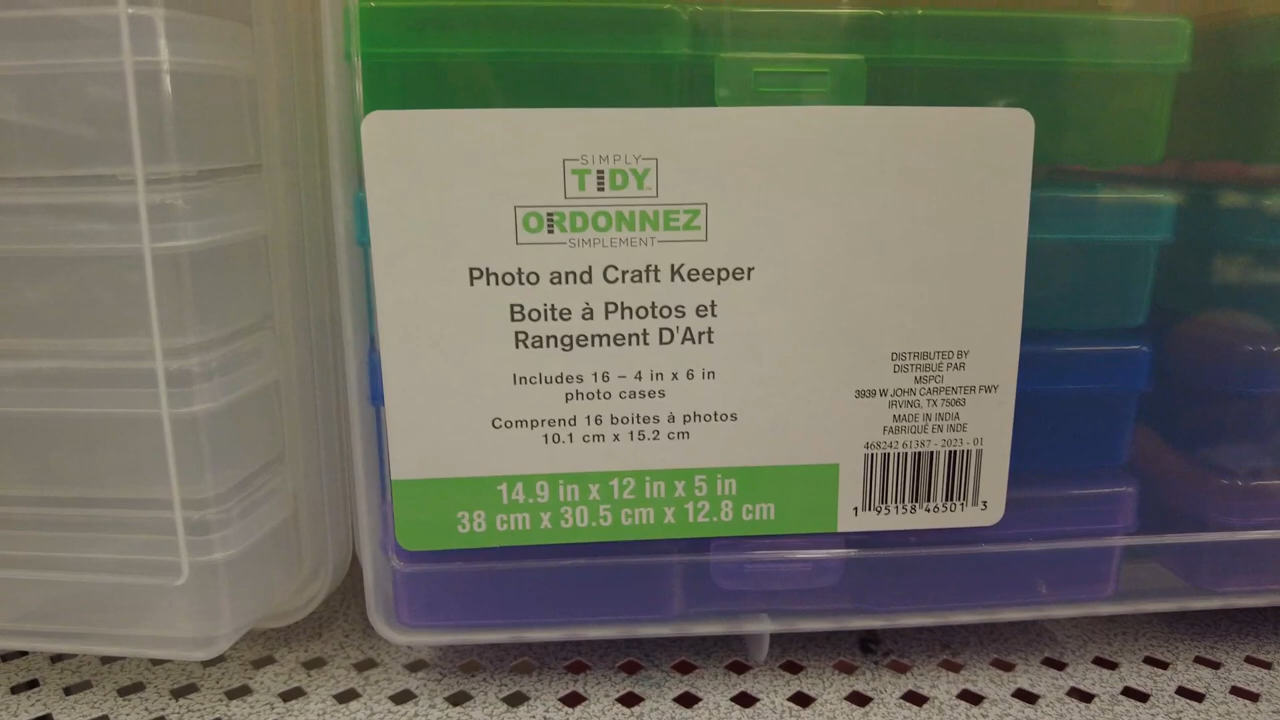 SIMPLY
TIDY
ORDONNEZ
SIMPLEMENT
Photo and Craft Keeper
Boite à Photos et
Rangement D'Art
Includes 16 – 4 in x 6 in
photo cases
Comprend 16 boites à photos
10.1 cm x 15.2 cm
14.9 in x 12 in x 5 in
38 cm x 30.5 cm x 12.8 cm
DISTRIBUTED BY
DISTRIBUÉ PAR
MSPCI
3939 W JOHN CARPENTER FWY
IRVING, TX 75063
MADE IN INDIA
FABRIQUÉ EN INDE
468242 61387 - 2023 - 01
1 95158 46501 3